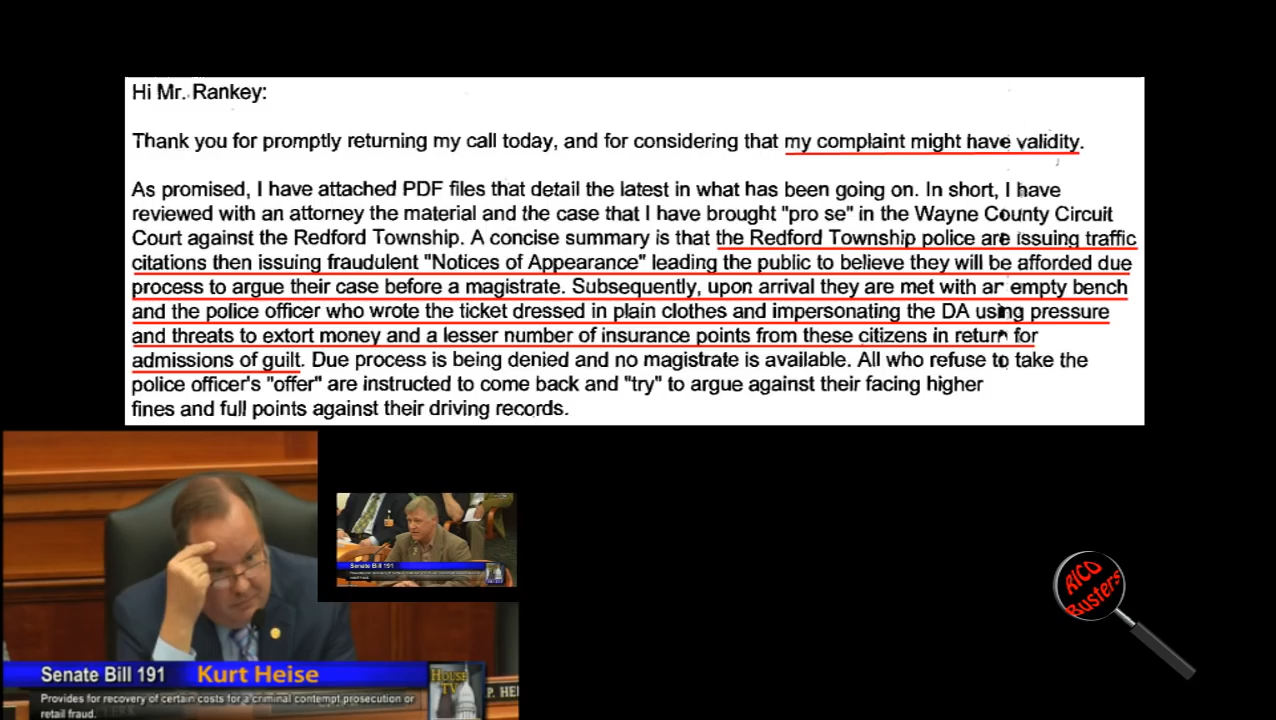 Hi Mr. Rankey:
Thank you for promptly returning my call today, and for considering that my complaint might have validity.
As promised, I have attached PDF files that detail the latest in what has been going on. In short, I have
reviewed with an attorney the material and the case that I have brought "pro se" in the Wayne County Circuit
Court against the Redford Township. A concise summary is that the Redford Township police are issuing traffic
citations then issuing fraudulent "Notices of Appearance" leading the public to believe they will be afforded due
process to argue their case before a magistrate. Subsequently, upon arrival they are met with an empty bench
and the police officer who wrote the ticket dressed in plain clothes and impersonating the DA using pressure
and threats to extort money and a lesser number of insurance points from these citizens in return for
admissions of guilt. Due process is being denied and no magistrate is available. All who refuse to take the
police officer's "offer" are instructed to come back and "try" to argue against their facing higher
fines and full points against their driving records.
Senate Bill 191
RICO
Busters
Senate Bill 191 Kurt Heise
HOUSE
TV
P. HE
Provides for recovery of certain costs for a criminal contempt prosecution or
retail fraud.